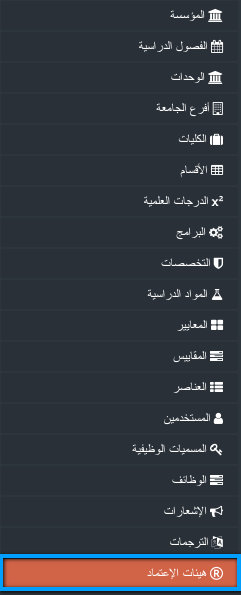 المؤسسة
الفصول الدراسية
الوحدات
أفرع الجامعة
الكليات
الأقسام
الدرجات العلمية
البرامج
التخصصات
المواد الدراسية
المعايير
المقاييس
العناصر
المستخدمين
المسميات الوظيفية
الوظائف
الإشعارات
الترجمات
هيئات الإعتماد